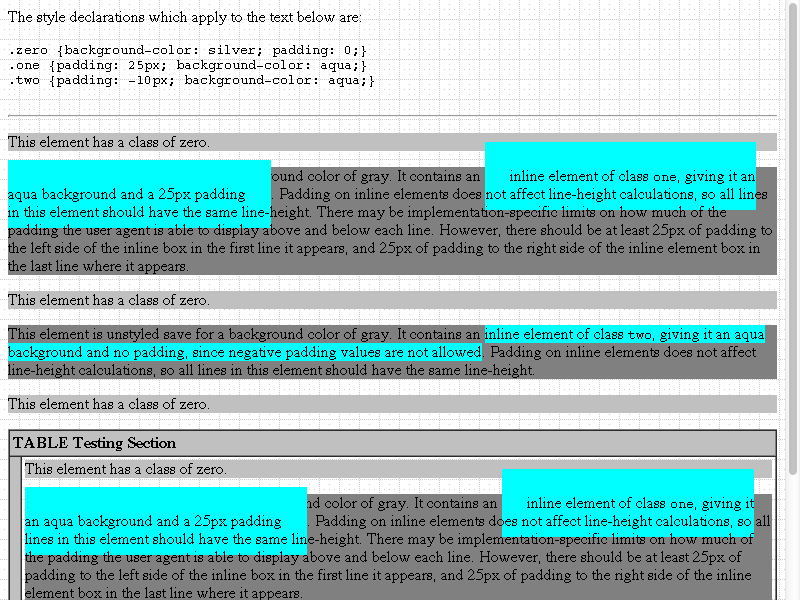 The style declarations which apply to the text below are:
.zero {background-color: silver; padding: 0;}
.one {padding: 25px; background-color: aqua;}
.two {padding: -10px; background-color: aqua;}
This element has a class of zero.
ound color of gray. It contains an inline element of class one, giving it an
aqua background and a 25px padding. Padding on inline elements does not affect line-height calculations, so all lines
in this element should have the same line-height. There may be implementation-specific limits on how much of the
padding the user agent is able to display above and below each line. However, there should be at least 25px of padding to
the left side of the inline box in the first line it appears, and 25px of padding to the right side of the inline element box in
the last line where it appears.
This element has a class of zero.
This element is unstyled save for a background color of gray. It contains an inline element of class two, giving it an aqua
background and no padding, since negative padding values are not allowed. Padding on inline elements does not affect
line-height calculations, so all lines in this element should have the same line-height.
This element has a class of zero.
TABLE Testing Section
This element has a class of zero.
nd color of gray. It contains an inline element of class one, giving it
an aqua background and a 25px padding. Padding on inline elements does not affect line-height calculations, so all
lines in this element should have the same line-height. There may be implementation-specific limits on how much of
the padding the user agent is able to display above and below each line. However, there should be at least 25px of
padding to the left side of the inline box in the first line it appears, and 25px of padding to the right side of the inline
element box in the last line where it appears.